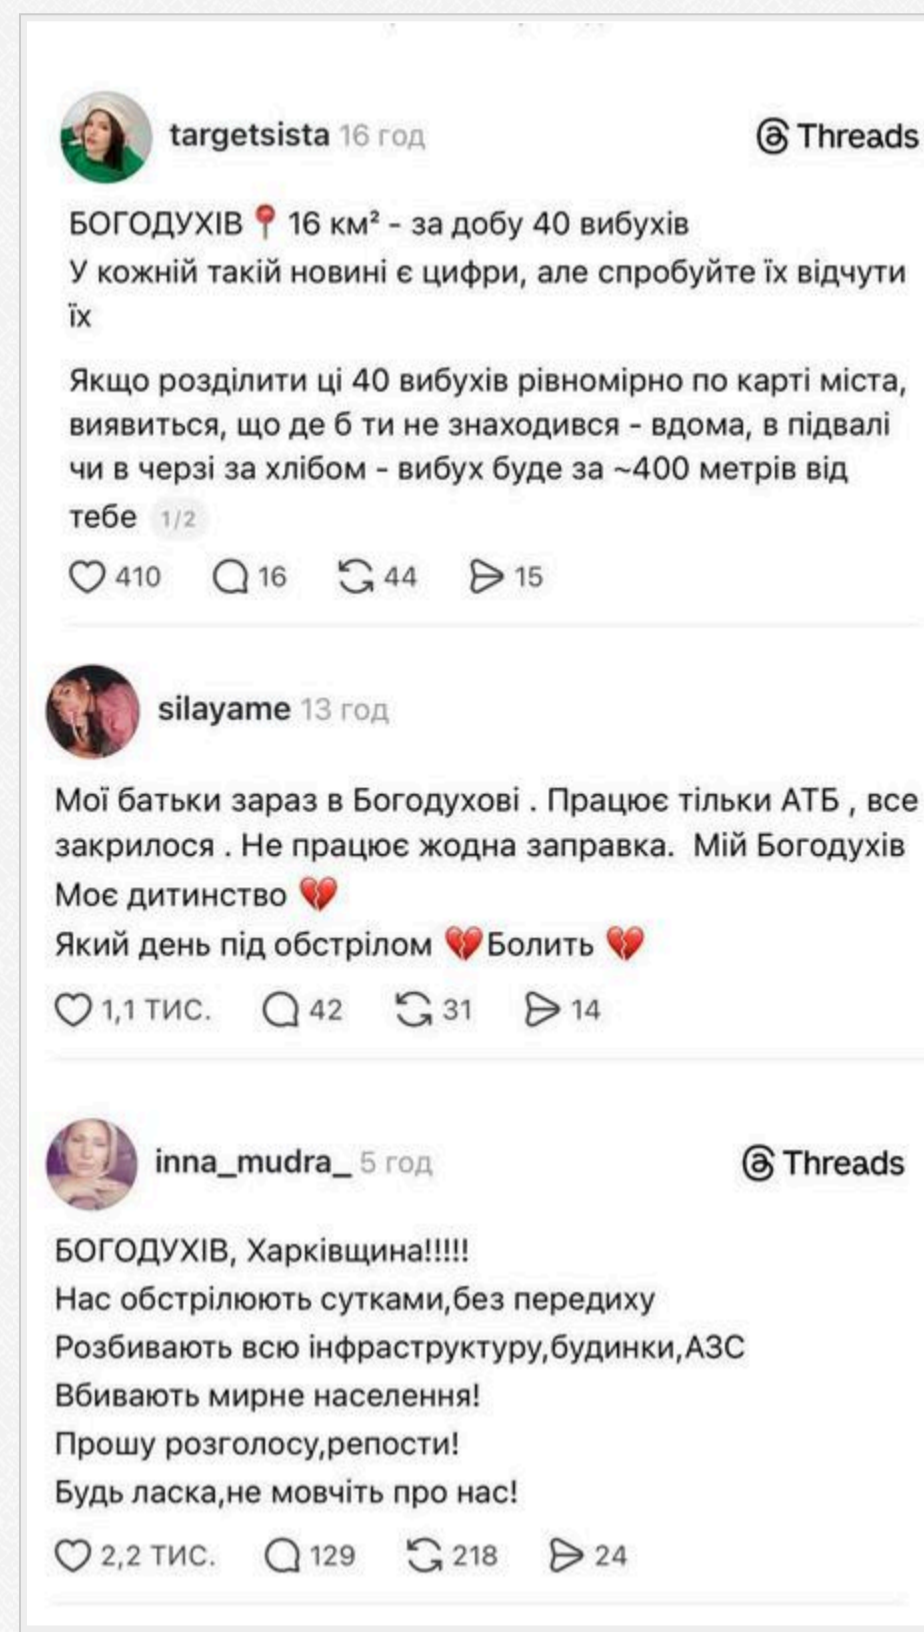 targetsista 16 год
Threads
БОГОДУХІВ📍 16 км² - за добу 40 вибухів
У кожній такій новині є цифри, але спробуйте їх відчути
їх
Якщо розділити ці 40 вибухів рівномірно по карті міста,
виявиться, що де б ти не знаходився - вдома, в підвалі
чи в черзі за хлібом - вибух буде за ~400 метрів від
тебе 1/2
410 16 44 15
silayame 13 год
Мої батьки зараз в Богодухові . Працює тільки АТБ , все
закрилося . Не працює жодна заправка. Мій Богодухів
Моє дитинство 💔
Який день під обстрілом 💔Болить 💔
1,1 ТИС. 42 31 14
inna_mudra_ 5 год
Threads
БОГОДУХІВ, Харківщина!!!!!
Нас обстрілюють сутками,без передиху
Розбивають всю інфраструктуру,будинки,АЗС
Вбивають мирне населення!
Прошу розголосу,репости!
Будь ласка,не мовчіть про нас!
2,2 ТИС. 129 218 24